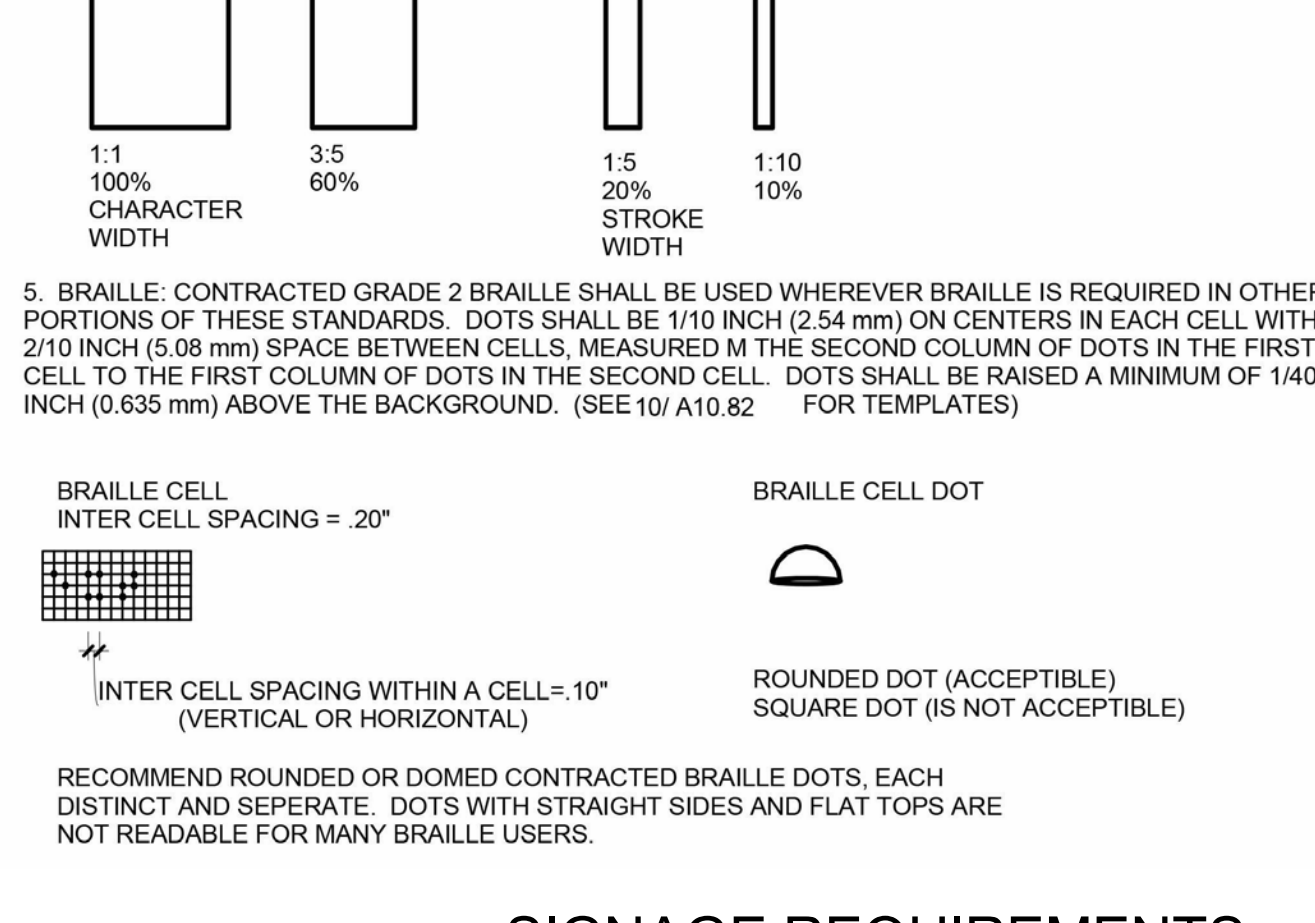 1:1
100%
CHARACTER
WIDTH
3:5
60%
1:5
20%
STROKE
WIDTH
1:10
10%
5. BRAILLE: CONTRACTED GRADE 2 BRAILLE SHALL BE USED WHEREVER BRAILLE IS REQUIRED IN OTHER
PORTIONS OF THESE STANDARDS. DOTS SHALL BE 1/10 INCH (2.54 mm) ON CENTERS IN EACH CELL WITH
2/10 INCH (5.08 mm) SPACE BETWEEN CELLS, MEASURED M THE SECOND COLUMN OF DOTS IN THE FIRST
CELL TO THE FIRST COLUMN OF DOTS IN THE SECOND CELL. DOTS SHALL BE RAISED A MINIMUM OF 1/40
INCH (0.635 mm) ABOVE THE BACKGROUND. (SEE 10/ A10.82 FOR TEMPLATES)
BRAILLE CELL
INTER CELL SPACING = .20"
BRAILLE CELL DOT
INTER CELL SPACING WITHIN A CELL=.10"
(VERTICAL OR HORIZONTAL)
ROUNDED DOT (ACCEPTIBLE)
SQUARE DOT (IS NOT ACCEPTIBLE)
RECOMMEND ROUNDED OR DOMED CONTRACTED BRAILLE DOTS, EACH
DISTINCT AND SEPERATE. DOTS WITH STRAIGHT SIDES AND FLAT TOPS ARE
NOT READABLE FOR MANY BRAILLE USERS.
SIGNAGE REQUIREMENTS